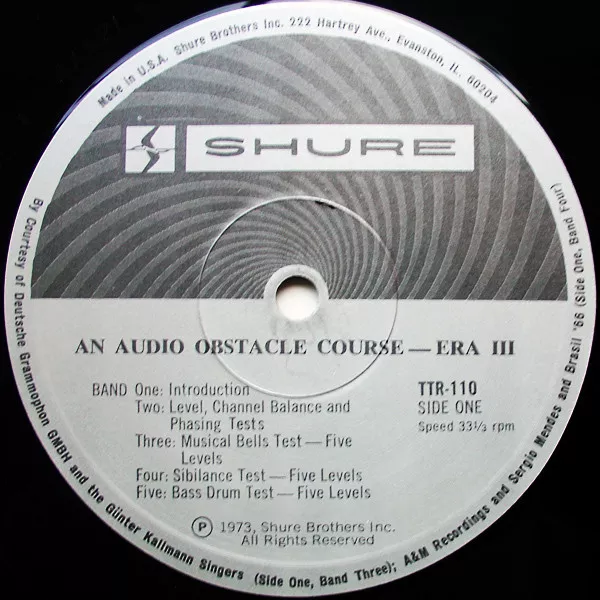 Made in U.S.A. Shure Brothers Inc. 222 Hartrey Ave., Evanston, IL. 60204
SHURE
AN AUDIO OBSTACLE COURSE — ERA III
BAND One: Introduction
Two: Level, Channel Balance and
Phasing Tests
Three: Musical Bells Test — Five
Levels
Four: Sibilance Test — Five Levels
Five: Bass Drum Test — Five Levels
TTR-110
SIDE ONE
Speed 33⅓ rpm
Ⓟ 1973, Shure Brothers Inc.
All Rights Reserved
By Courtesy of Deutsche Grammophon GMBH and the Günter Kallmann Singers (Side One, Band Three); A&M Recordings and Sergio Mendes and Brasil '66 (Side One, Band Four)